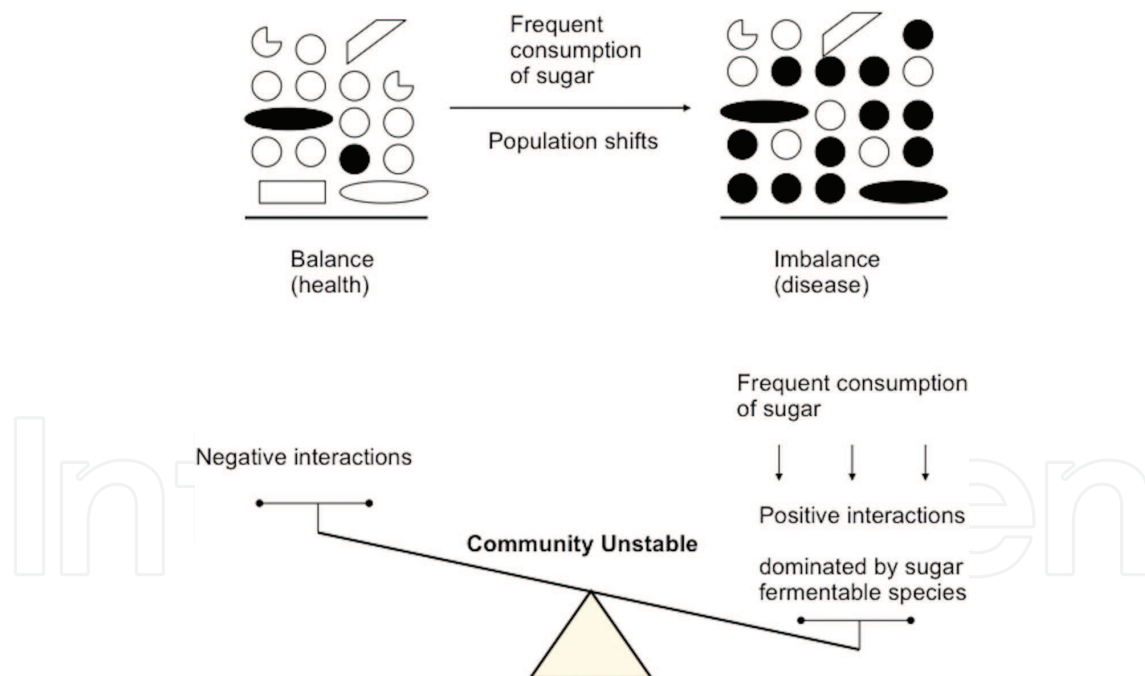 Frequent
consumption
of sugar
Population shifts
Balance
(health)
Imbalance
(disease)
Frequent consumption
of sugar
Negative interactions
Positive interactions
Community Unstable
dominated by sugar
fermentable species